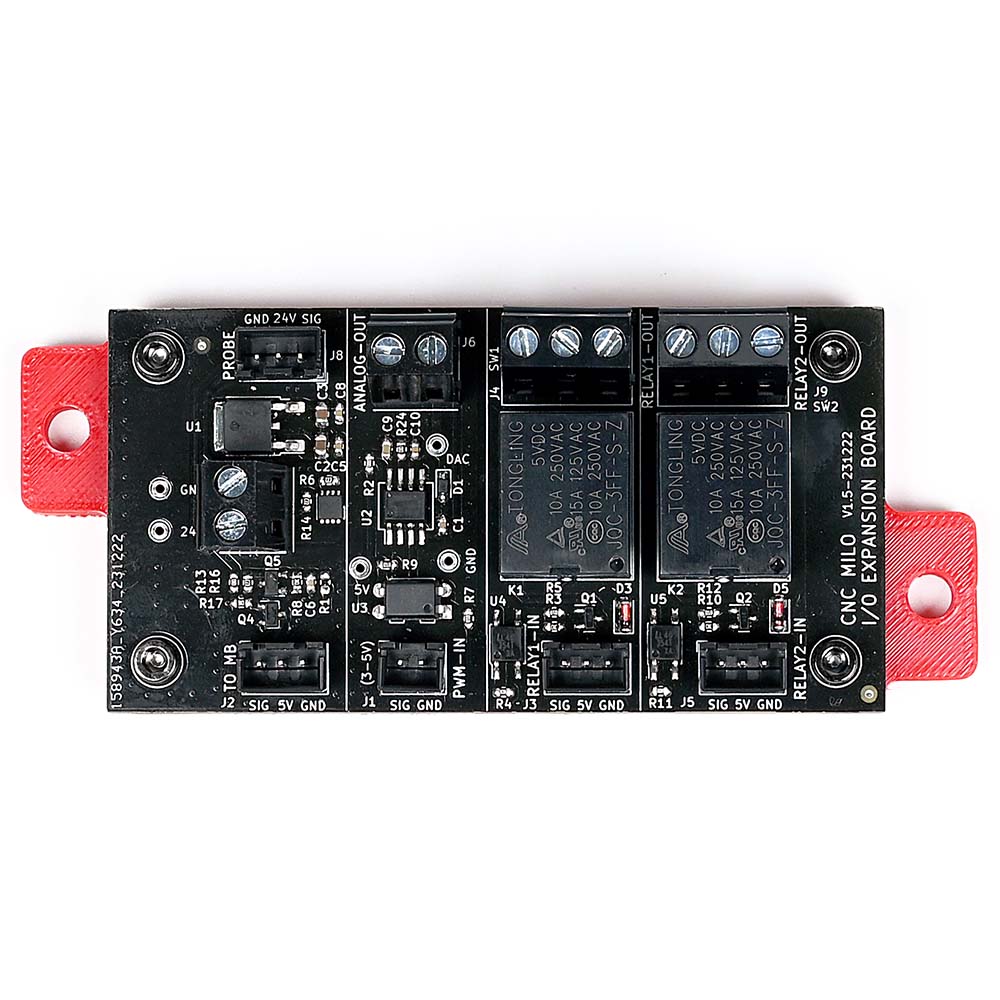 GND 24V SIG
PROBE
J8
C3
C8
U1
C2
C5
R6
R14
GN
24
Q5
R13
R16
R17
Q4
R8
C6
R1
TO MB
J2
SIG 5V GND
158943A_Y634_231222
ANALOG-OUT
J6
C9
R24
C10
DAC
R2
D1
U2
C1
GND
5V
R9
U3
R7
(3-5V)
PWM-IN
J1
SIG GND
SW1
J4
RELAY1-OUT
TONGLING
5VDC
10A 250VAC
15A 125VAC
10A 250VAC
JQC-3FF-S-Z
K1
R5
R3
Q1
D3
U4
RELAY1-IN
R4
J3
SIG 5V GND
RELAY2-OUT
J9
SW2
TONGLING
5VDC
10A 250VAC
15A 125VAC
10A 250VAC
JQC-3FF-S-Z
K2
R12
R10
Q2
D5
U5
RELAY2-IN
R11
J5
SIG 5V GND
CNC MILO V1.5-231222
I/O EXPANSION BOARD